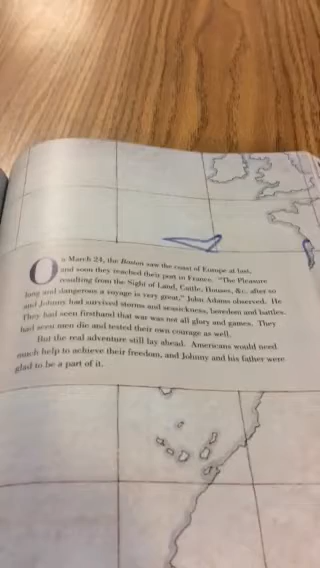 On March 24, the Boston saw the coast of Europe at last,
and soon they reached their port in France. "The Pleasure
resulting from the Sight of Land, Cattle, Houses, &c. after so
long and dangerous a voyage is very great," John Adams observed. He
and Johnny had survived storms and seasickness, boredom and battles.
They had seen firsthand that war was not all glory and games. They
had seen men die and tested their own courage as well.
But the real adventure still lay ahead. Americans would need
much help to achieve their freedom, and Johnny and his father were
glad to be a part of it.